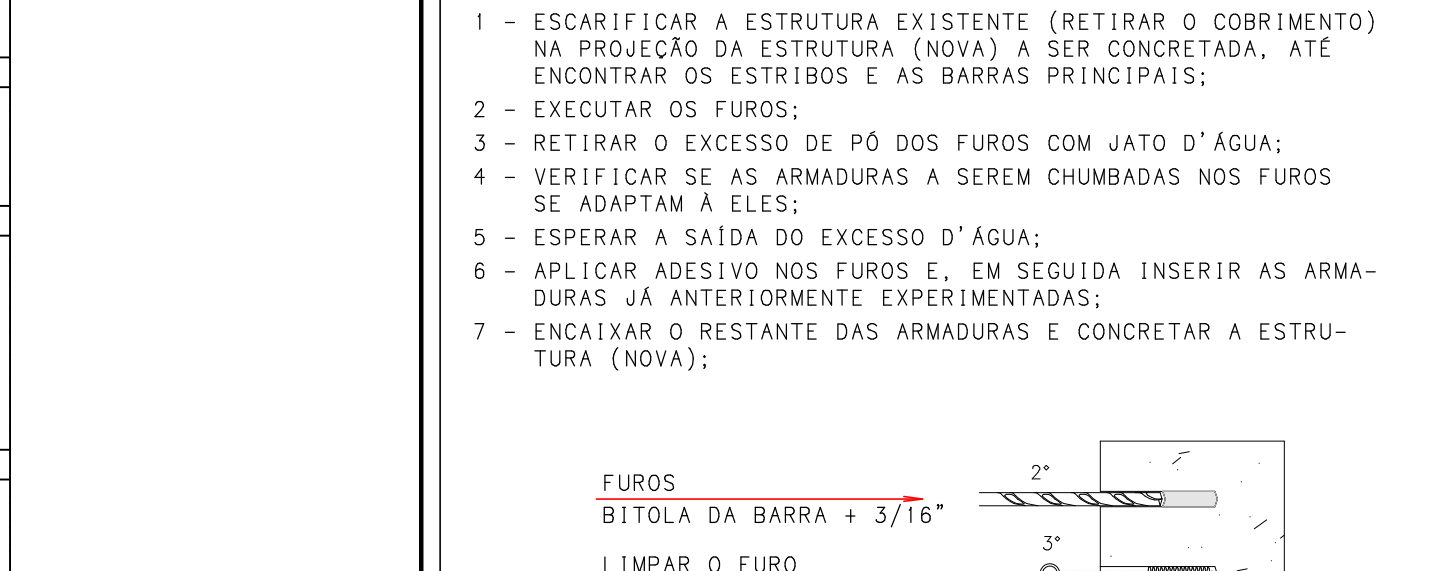 1 - ESCARIFICAR A ESTRUTURA EXISTENTE (RETIRAR O COBRIMENTO)
NA PROJEÇÃO DA ESTRUTURA (NOVA) A SER CONCRETADA, ATÉ
ENCONTRAR OS ESTRIBOS E AS BARRAS PRINCIPAIS;
2 - EXECUTAR OS FUROS;
3 - RETIRAR O EXCESSO DE PÓ DOS FUROS COM JATO D'ÁGUA;
4 - VERIFICAR SE AS ARMADURAS A SEREM CHUMBADAS NOS FUROS
SE ADAPTAM À ELES;
5 - ESPERAR A SAÍDA DO EXCESSO D'ÁGUA;
6 - APLICAR ADESIVO NOS FUROS E, EM SEGUIDA INSERIR AS ARMA-
DURAS JÁ ANTERIORMENTE EXPERIMENTADAS;
7 - ENCAIXAR O RESTANTE DAS ARMADURAS E CONCRETAR A ESTRU-
TURA (NOVA);
2°
FUROS
BITOLA DA BARRA + 3/16"
3°
LIMPAR O FURO